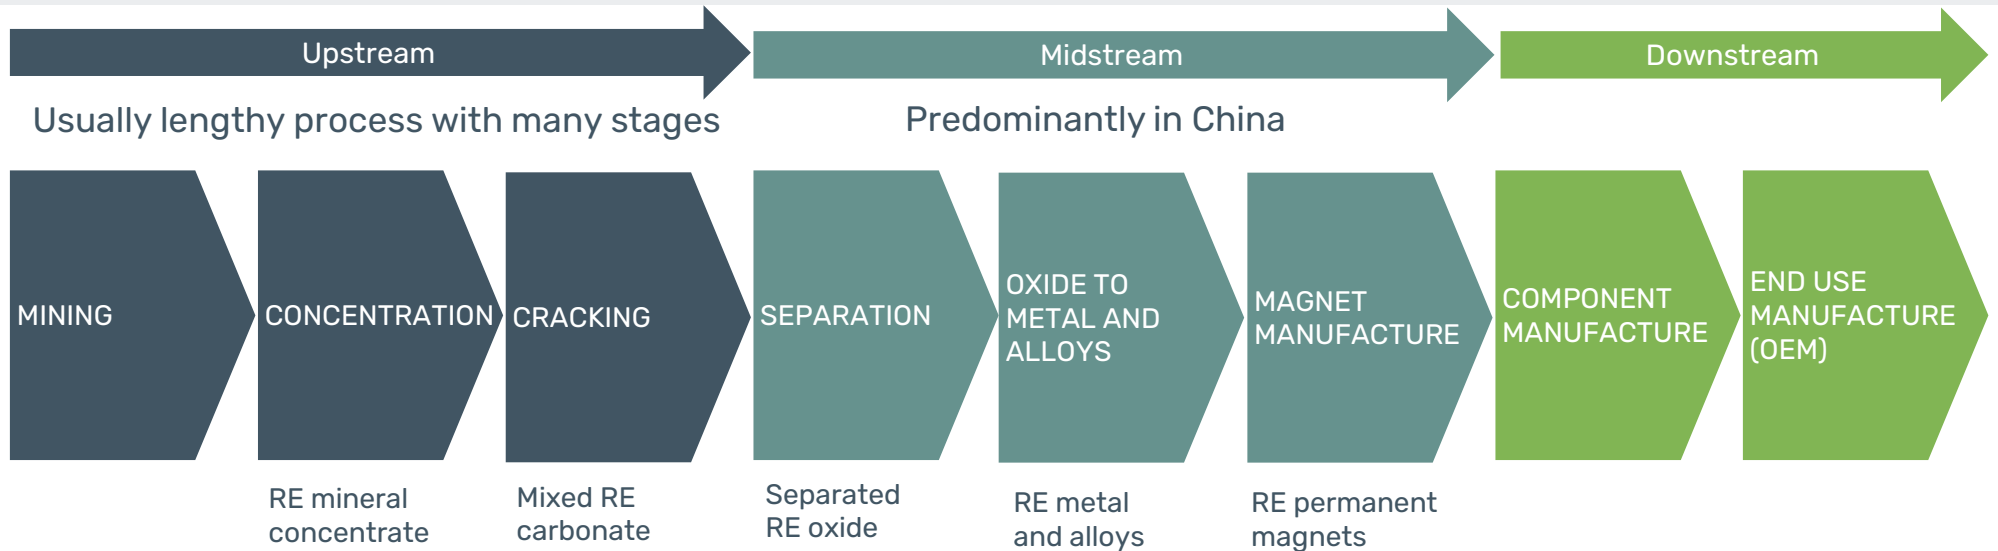 Upstream
Midstream
Downstream
Usually lengthy process with many stages
Predominantly in China
MINING
CONCENTRATION
CRACKING
SEPARATION
OXIDE TO
METAL AND
ALLOYS
MAGNET
MANUFACTURE
COMPONENT
MANUFACTURE
END USE
MANUFACTURE
(OEM)
RE mineral
concentrate
Mixed RE
carbonate
Separated
RE oxide
RE metal
and alloys
RE permanent
magnets